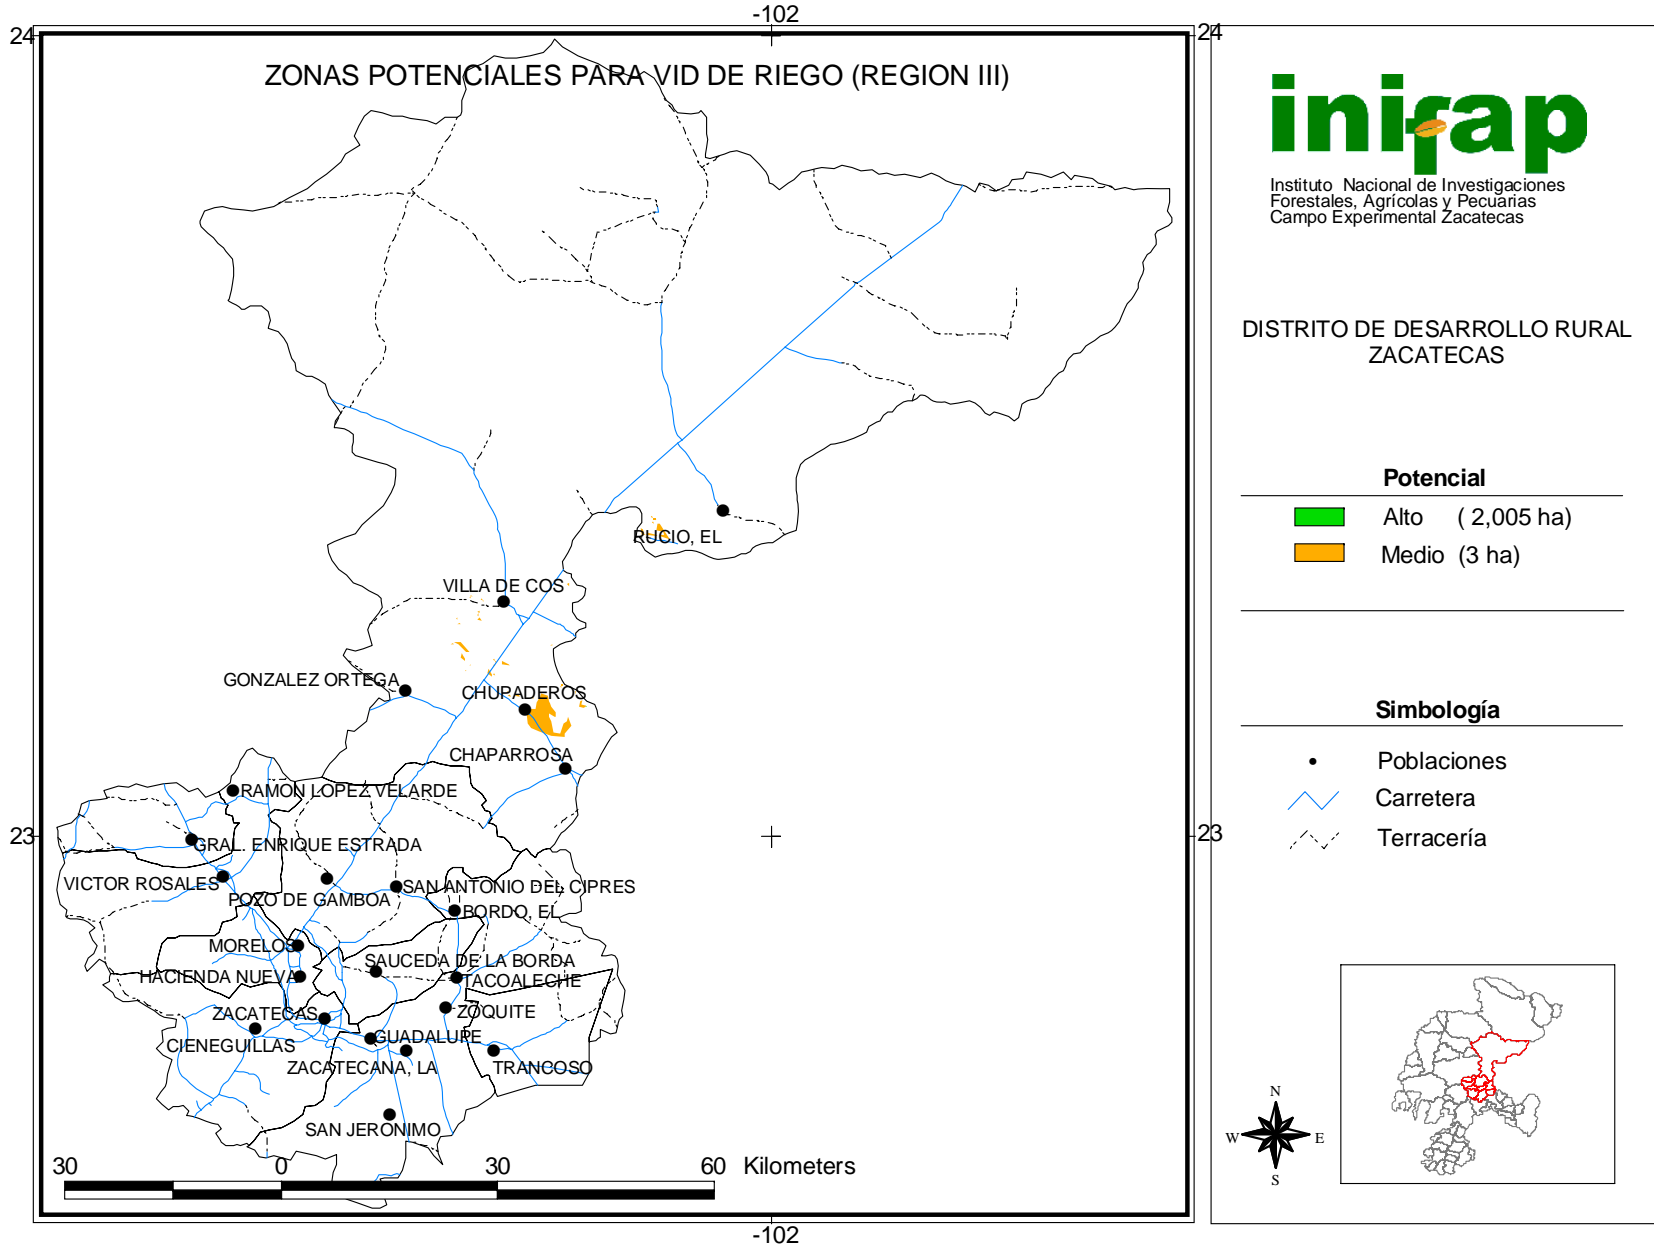 -102
24
24
ZONAS POTENCIALES PARA VID DE RIEGO (REGION III)
inifap
Instituto Nacional de Investigaciones
Forestales, Agrícolas y Pecuarias
Campo Experimental Zacatecas
DISTRITO DE DESARROLLO RURAL
ZACATECAS
Potencial
Alto ( 2,005 ha)
Medio (3 ha)
Simbología
Poblaciones
Carretera
Terracería
RUCIO, EL
VILLA DE COS
GONZALEZ ORTEGA
CHUPADEROS
CHAPARROSA
RAMON LOPEZ VELARDE
23
23
GRAL. ENRIQUE ESTRADA
VICTOR ROSALES
SAN ANTONIO DEL CIPRES
POZO DE GAMBOA
BORDO, EL
MORELOS
SAUCEDA DE LA BORDA
HACIENDA NUEVA
TACOALECHE
ZACATECAS
ZOQUITE
GUADALUPE
CIENEGUILLAS
ZACATECANA, LA
TRANCOSO
SAN JERONIMO
30 0 30 60 Kilometers
N
W E
S
-102